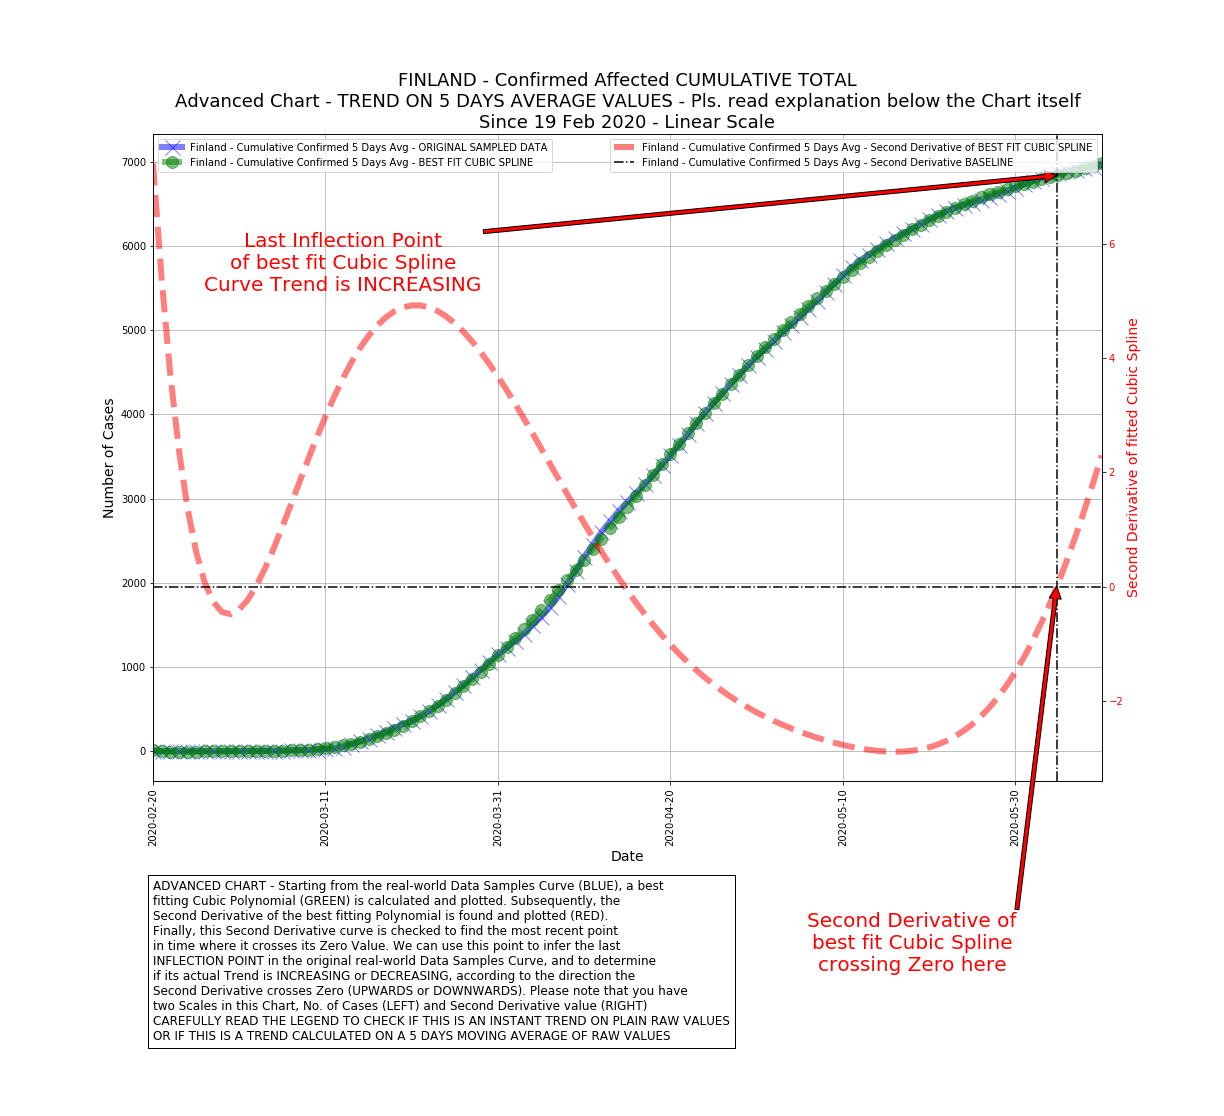 FINLAND - Confirmed Affected CUMULATIVE TOTAL
Advanced Chart - TREND ON 5 DAYS AVERAGE VALUES - Pls. read explanation below the Chart itself
Since 19 Feb 2020 - Linear Scale
Finland - Cumulative Confirmed 5 Days Avg - ORIGINAL SAMPLED DATA
Finland - Cumulative Confirmed 5 Days Avg - BEST FIT CUBIC SPLINE
Finland - Cumulative Confirmed 5 Days Avg - Second Derivative of BEST FIT CUBIC SPLINE
Finland - Cumulative Confirmed 5 Days Avg - Second Derivative BASELINE
Last Inflection Point
of best fit Cubic Spline
Curve Trend is INCREASING
Number of Cases
7000
6000
5000
4000
3000
2000
1000
0
6
4
2
0
−2
Second Derivative of fitted Cubic Spline
2020-02-20
2020-03-11
2020-03-31
2020-04-20
2020-05-10
2020-05-30
Date
ADVANCED CHART - Starting from the real-world Data Samples Curve (BLUE), a best
fitting Cubic Polynomial (GREEN) is calculated and plotted. Subsequently, the
Second Derivative of the best fitting Polynomial is found and plotted (RED).
Finally, this Second Derivative curve is checked to find the most recent point
in time where it crosses its Zero Value. We can use this point to infer the last
INFLECTION POINT in the original real-world Data Samples Curve, and to determine
if its actual Trend is INCREASING or DECREASING, according to the direction the
Second Derivative crosses Zero (UPWARDS or DOWNWARDS). Please note that you have
two Scales in this Chart, No. of Cases (LEFT) and Second Derivative value (RIGHT)
CAREFULLY READ THE LEGEND TO CHECK IF THIS IS AN INSTANT TREND ON PLAIN RAW VALUES
OR IF THIS IS A TREND CALCULATED ON A 5 DAYS MOVING AVERAGE OF RAW VALUES
Second Derivative of
best fit Cubic Spline
crossing Zero here